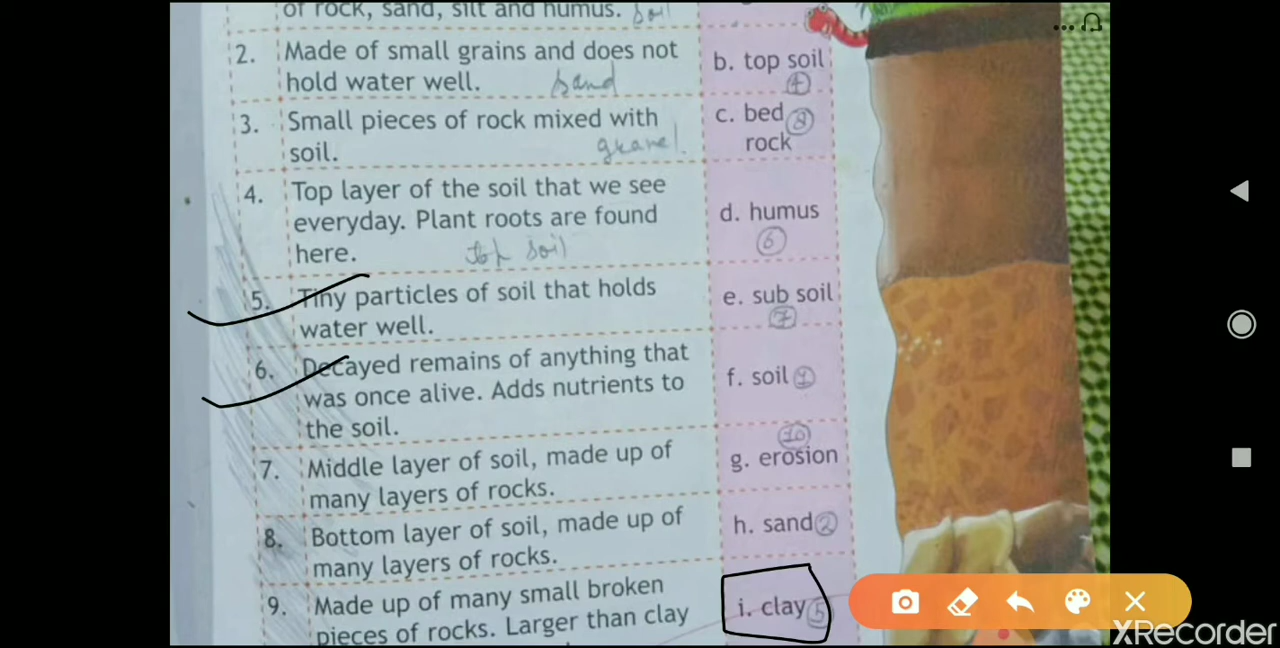 of rock, sand, silt and humus. soil
2. Made of small grains and does not
hold water well. sand
3. Small pieces of rock mixed with
soil. gravel.
4. Top layer of the soil that we see
everyday. Plant roots are found
here. top soil
5. Tiny particles of soil that holds
water well.
6. Decayed remains of anything that
was once alive. Adds nutrients to
the soil.
7. Middle layer of soil, made up of
many layers of rocks.
8. Bottom layer of soil, made up of
many layers of rocks.
9. Made up of many small broken
pieces of rocks. Larger than clay
b. top soil
4
c. bed 8
rock
d. humus
6
e. sub soil
7
f. soil 1
10
g. erosion
h. sand 2
i. clay 5
XRecorder